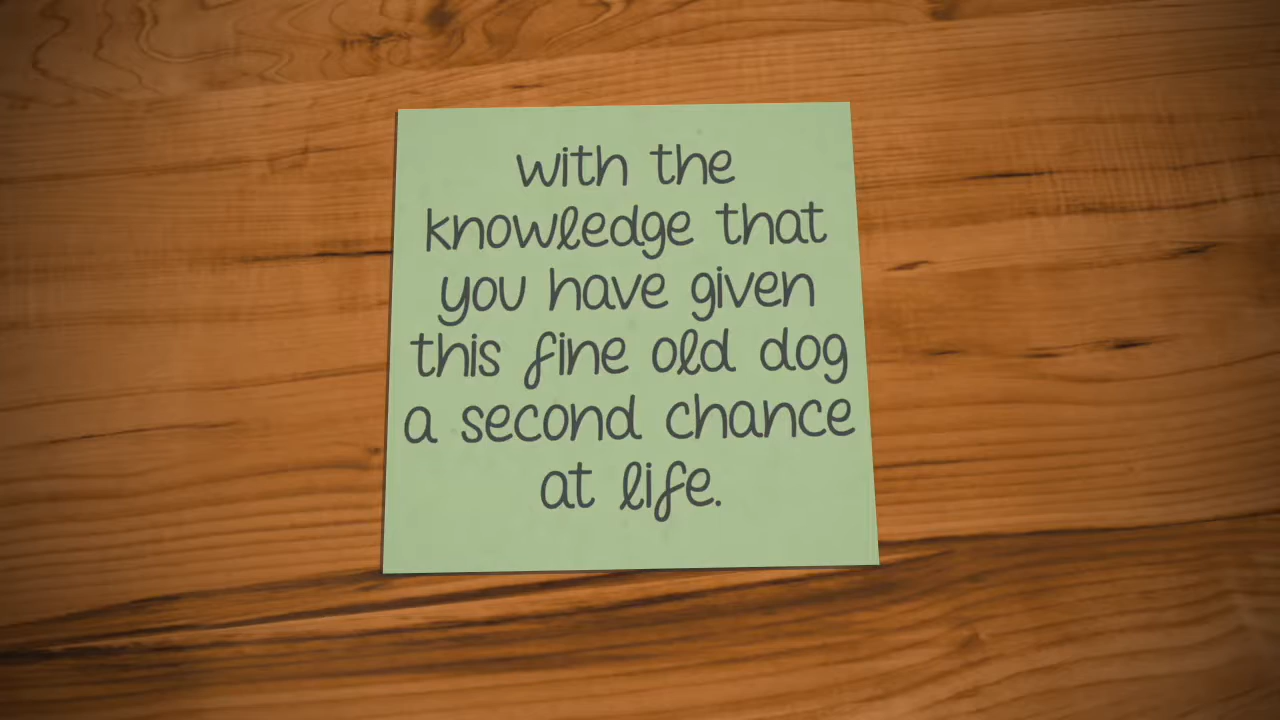 with the
knowledge that
you have given
this fine old dog
a second chance
at life.